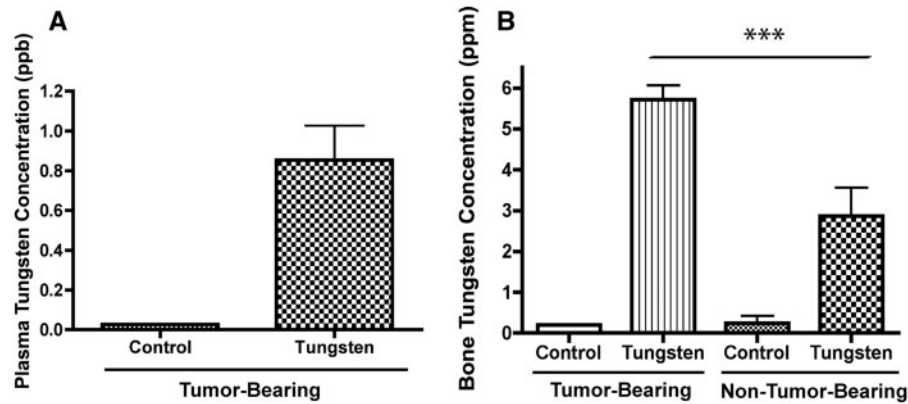 A
Plasma Tungsten Concentration (ppb)
1.2
1.0
0.8
0.6
0.4
0.2
0.0
Control Tungsten
Tumor-Bearing
B
***
Bone Tungsten Concentration (ppm)
6
5
4
3
2
1
0
Control Tungsten Control Tungsten
Tumor-Bearing Non-Tumor-Bearing